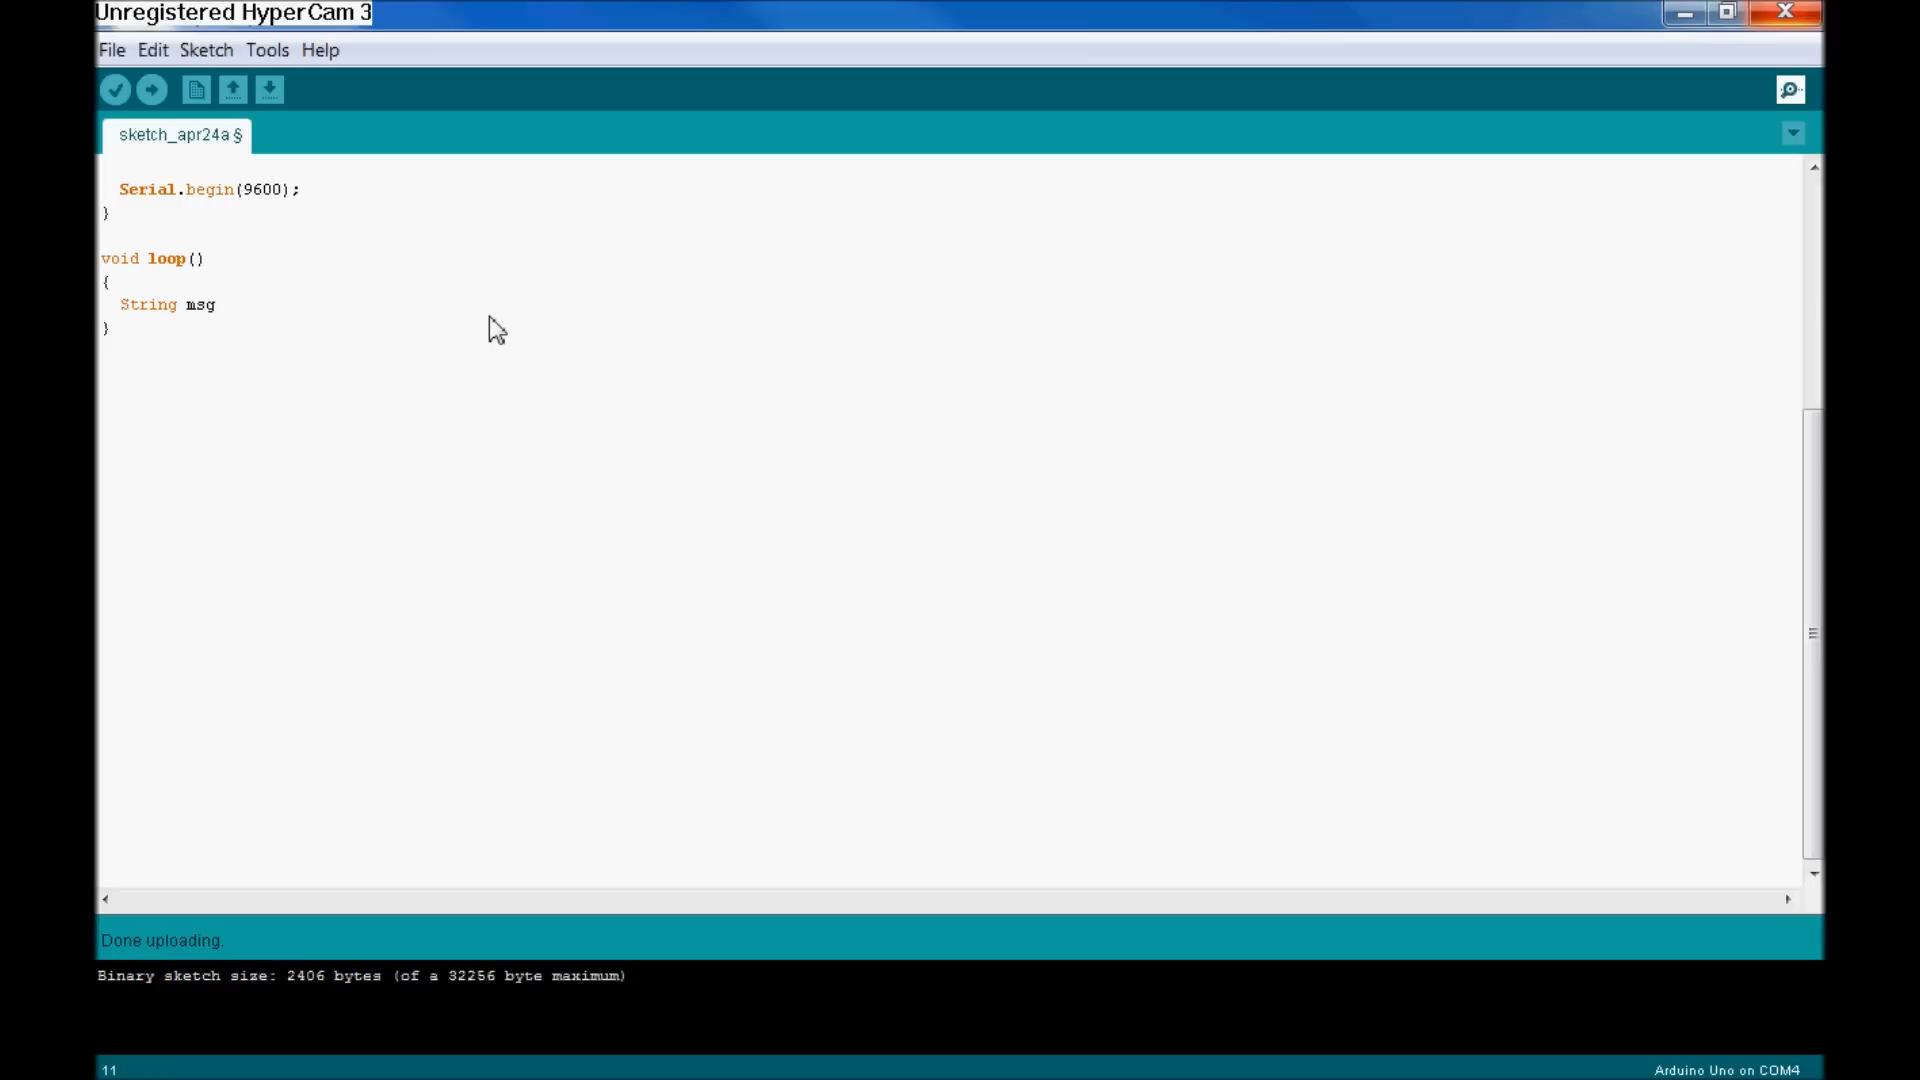 Unregistered HyperCam 3
File Edit Sketch Tools Help
sketch_apr24a §
Serial.begin(9600);
}
void loop()
{
String msg
}
Done uploading.
Binary sketch size: 2406 bytes (of a 32256 byte maximum)
11
Arduino Uno on COM4